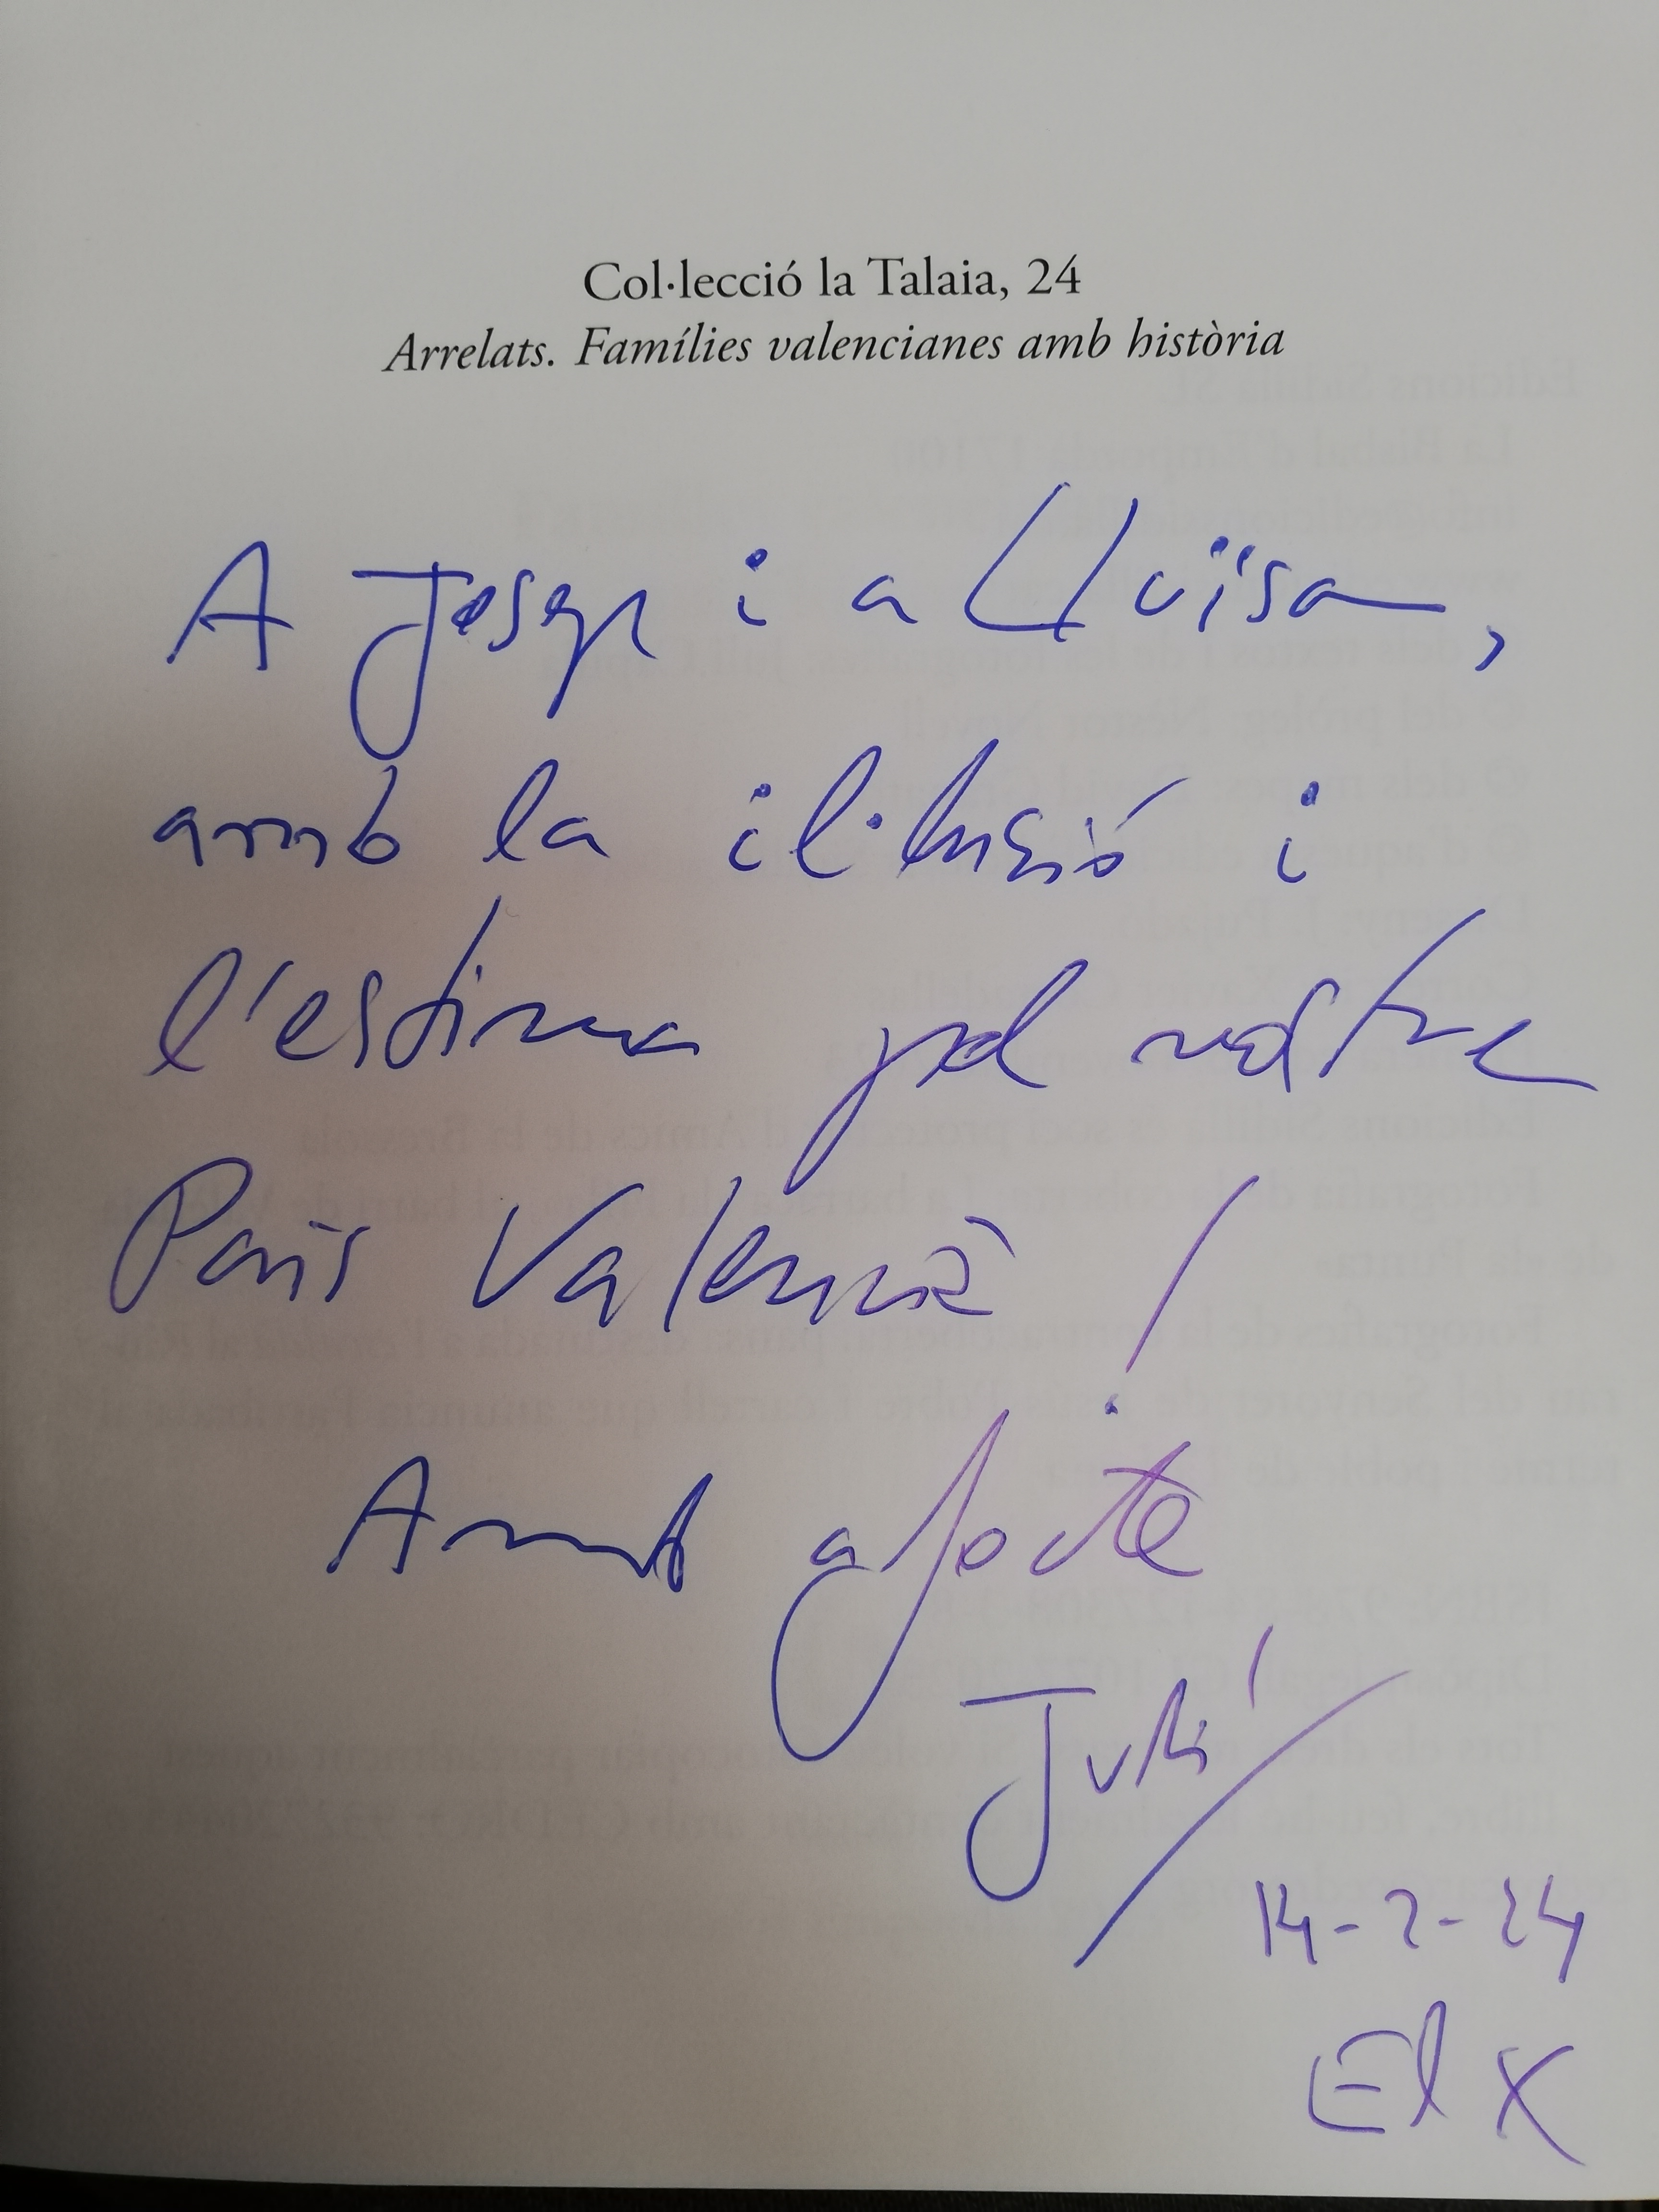 Col·lecció la Talaia, 24
Arrelats. Famílies valencianes amb història
A Josep i a Lluïsa,
amb la il·lusió i
l'estima pel nostre
País Valencià!
Amb afecte
Julià
14-2-24
Elx